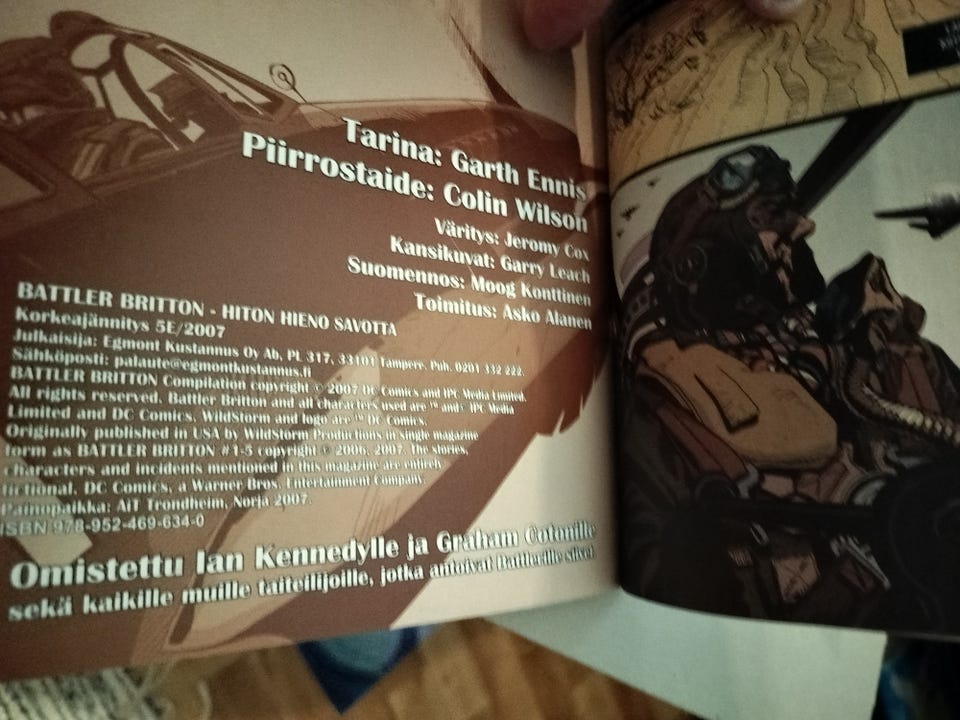 Tarina: Garth Ennis
Piirrostaide: Colin Wilson
Väritys: Jeromy Cox
Kansikuvat: Garry Leach
Suomennos: Moog Konttinen
Toimitus: Asko Alanen
BATTLER BRITTON - HITON HIENO SAVOTTA
Korkeajännitys 5E/2007
Julkaisija: Egmont Kustannus Oy Ab, PL 317, 33101 Tampere. Puh. 0201 332 222.
Sähköposti: palaute@egmontkustannus.fi
BATTLER BRITTON Compilation copyright © 2007 DC Comics and IPC Media Limited.
All rights reserved. Battler Britton and all characters used are ™ and © IPC Media
Limited and DC Comics. WildStorm and logo are ™ DC Comics.
Originally published in USA by WildStorm Productions in single magazine
form as BATTLER BRITTON #1-5 copyright © 2006, 2007. The stories,
characters and incidents mentioned in this magazine are entirely
fictional. DC Comics, a Warner Bros. Entertainment Company.
Painopaikka: AIT Trondheim, Norja 2007.
ISBN 978-952-469-634-0
Omistettu Ian Kennedylle ja Graham Cotonille
sekä kaikille muille taiteilijoille, jotka antoivat Battlerille siivet